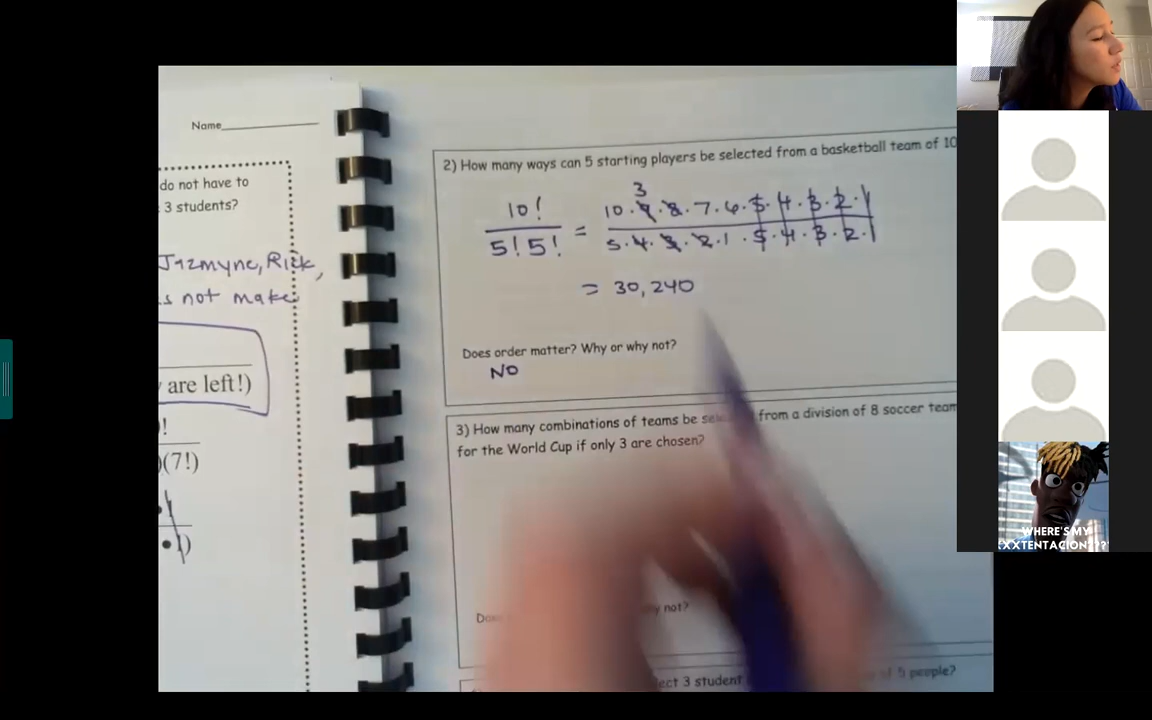 Name
do not have to
3 students?
Jazmyne, Rick,
s not make
are left!)
!
)(7!)
2) How many ways can 5 starting players be selected from a basketball team of 10
3
10! / 5! 5! = 10 · 9 · 8 · 7 · 6 · 5 · 4 · 3 · 2 · 1 / 5 · 4 · 3 · 2 · 1 · 5 · 4 · 3 · 2 · 1
= 30,240
Does order matter? Why or why not?
NO
3) How many combinations of teams be from a division of 8 soccer team
for the World Cup if only 3 are chosen?
not?
3 student of 5 people?
WHERE'S MY
XXTENTACION???